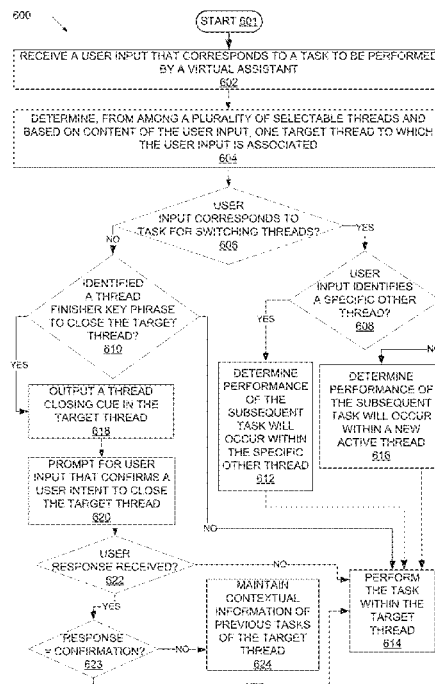 600
START 601
RECEIVE A USER INPUT THAT CORRESPONDS TO A TASK TO BE PERFORMED
BY A VIRTUAL ASSISTANT
602
DETERMINE, FROM AMONG A PLURALITY OF SELECTABLE THREADS AND
BASED ON CONTENT OF THE USER INPUT, ONE TARGET THREAD TO WHICH
THE USER INPUT IS ASSOCIATED
604
USER
INPUT CORRESPONDS TO
TASK FOR SWITCHING THREADS?
606
NO
YES
IDENTIFIED
A THREAD
FINISHER KEY PHRASE
TO CLOSE THE TARGET
THREAD?
610
USER
INPUT IDENTIFIES
A SPECIFIC OTHER
THREAD?
608
YES
YES
NO
OUTPUT A THREAD
CLOSING CUE IN THE
TARGET THREAD
618
DETERMINE
PERFORMANCE
OF THE
SUBSEQUENT
TASK WILL
OCCUR WITHIN
THE SPECIFIC
OTHER THREAD
612
DETERMINE
PERFORMANCE OF
THE SUBSEQUENT
TASK WILL OCCUR
WITHIN A NEW
ACTIVE THREAD
616
PROMPT FOR USER
INPUT THAT CONFIRMS A
USER INTENT TO CLOSE
THE TARGET THREAD
620
USER
RESPONSE RECEIVED?
622
NO
YES
PERFORM
THE TASK
WITHIN THE
TARGET
THREAD
614
RESPONSE
= CONFIRMATION?
623
NO
MAINTAIN
CONTEXTUAL
INFORMATION OF
PREVIOUS TASKS
OF THE TARGET
THREAD
624